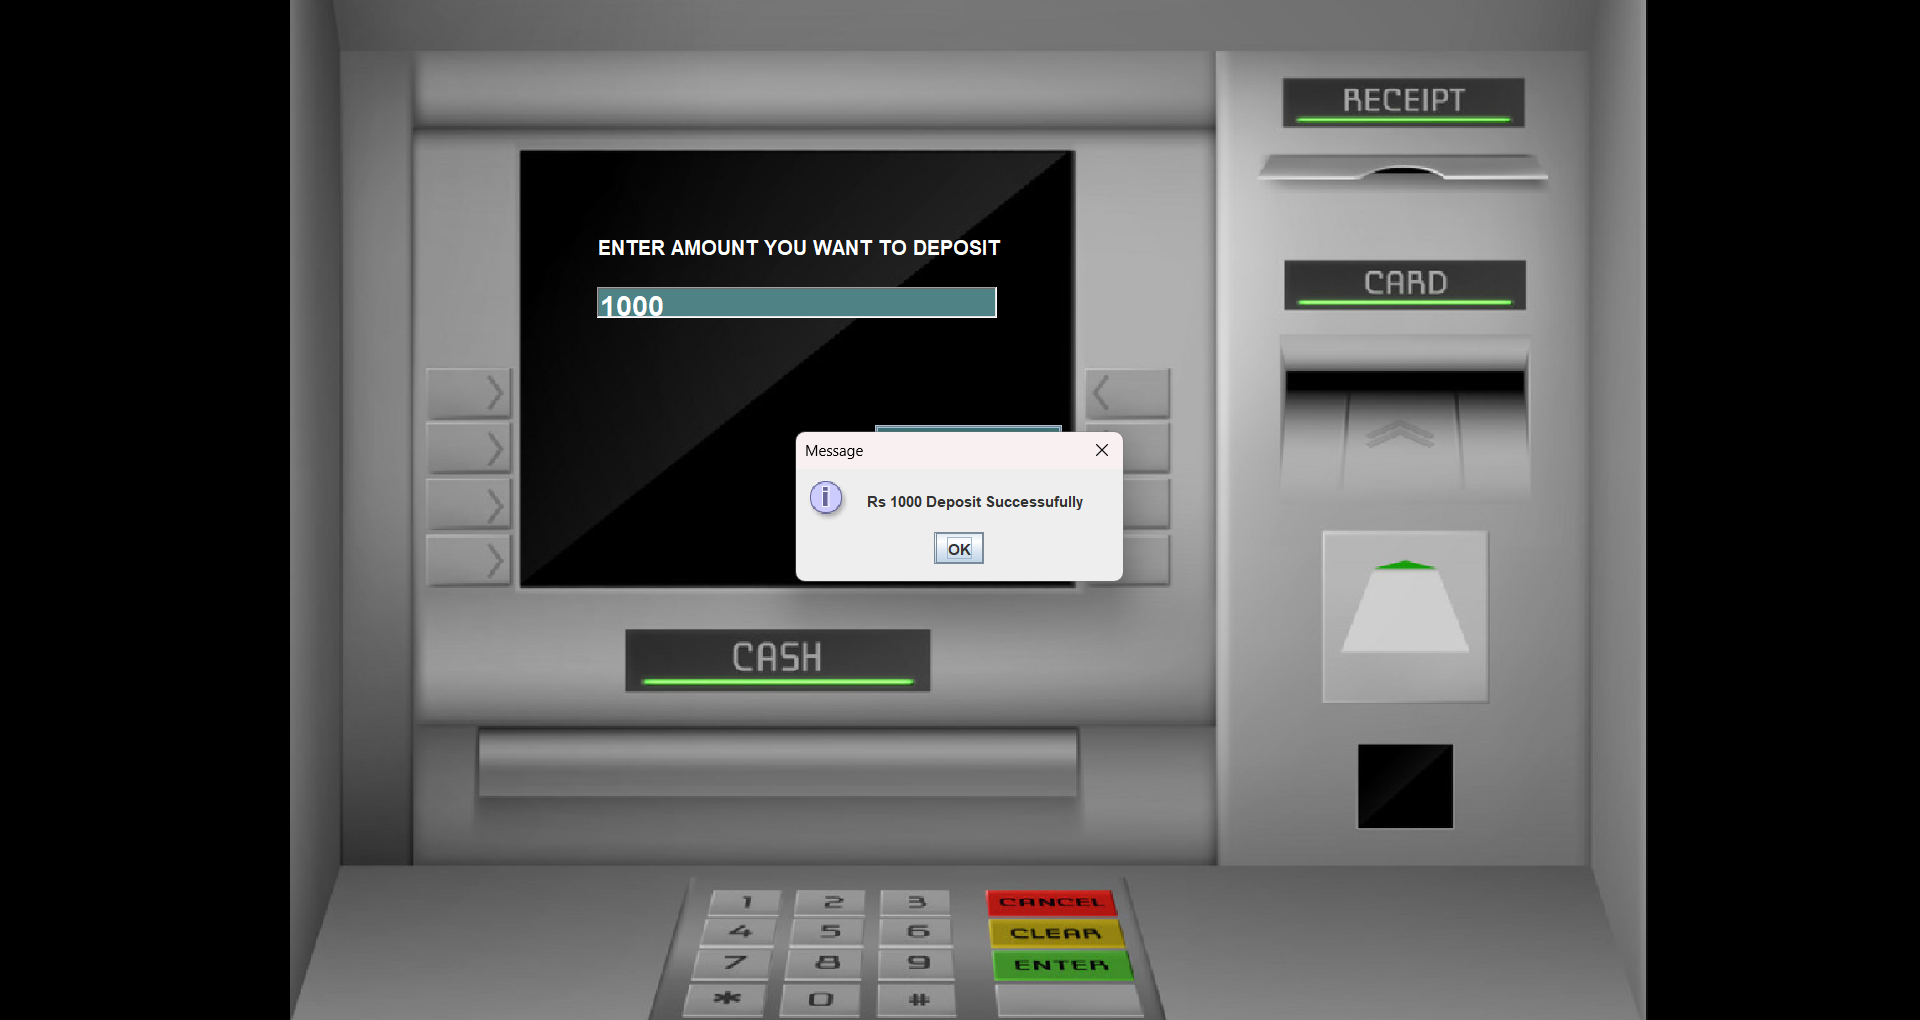 RECEIPT
ENTER AMOUNT YOU WANT TO DEPOSIT
1000
CARD
Message
Rs 1000 Deposit Successufully
OK
CASH
1 2 3 CANCEL
4 5 6 CLEAR
7 8 9 ENTER
* 0 #